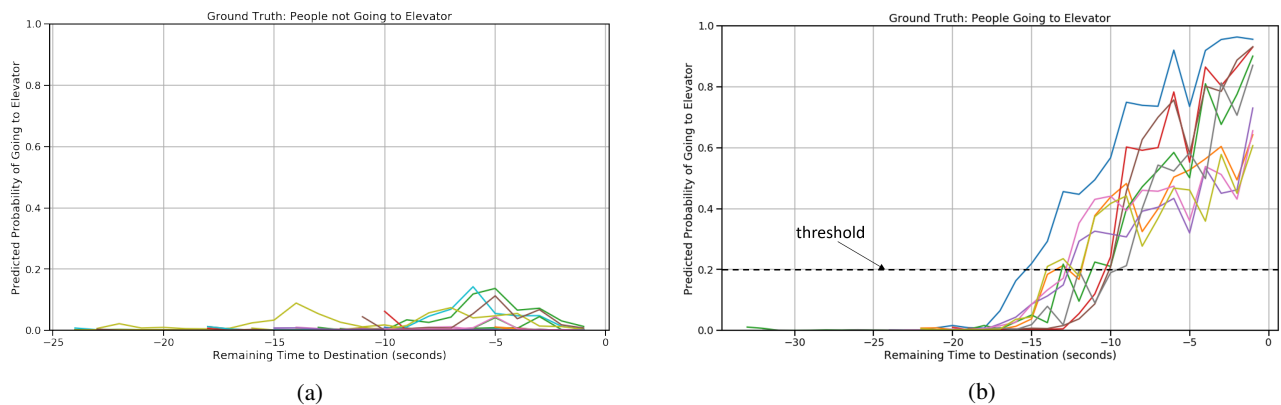 Ground Truth: People not Going to Elevator
1.0
0.8
0.6
0.4
0.2
0.0
Predicted Probability of Going to Elevator
−25 −20 −15 −10 −5 0
Remaining Time to Destination (seconds)
(a)
Ground Truth: People Going to Elevator
1.0
0.8
0.6
0.4
0.2
0.0
Predicted Probability of Going to Elevator
threshold
−30 −25 −20 −15 −10 −5 0
Remaining Time to Destination (seconds)
(b)